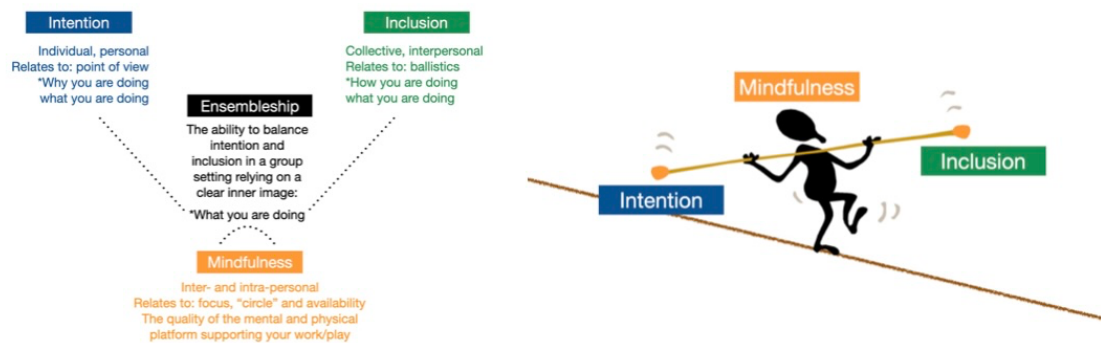 Intention
Individual, personal
Relates to: point of view
*Why you are doing
what you are doing
Inclusion
Collective, interpersonal
Relates to: ballistics
*How you are doing
what you are doing
Ensembleship
The ability to balance
intention and
inclusion in a group
setting relying on a
clear inner image:
*What you are doing
Mindfulness
Inter- and intra-personal
Relates to: focus, “circle” and availability
The quality of the mental and physical
platform supporting your work/play
Mindfulness
Inclusion
Intention